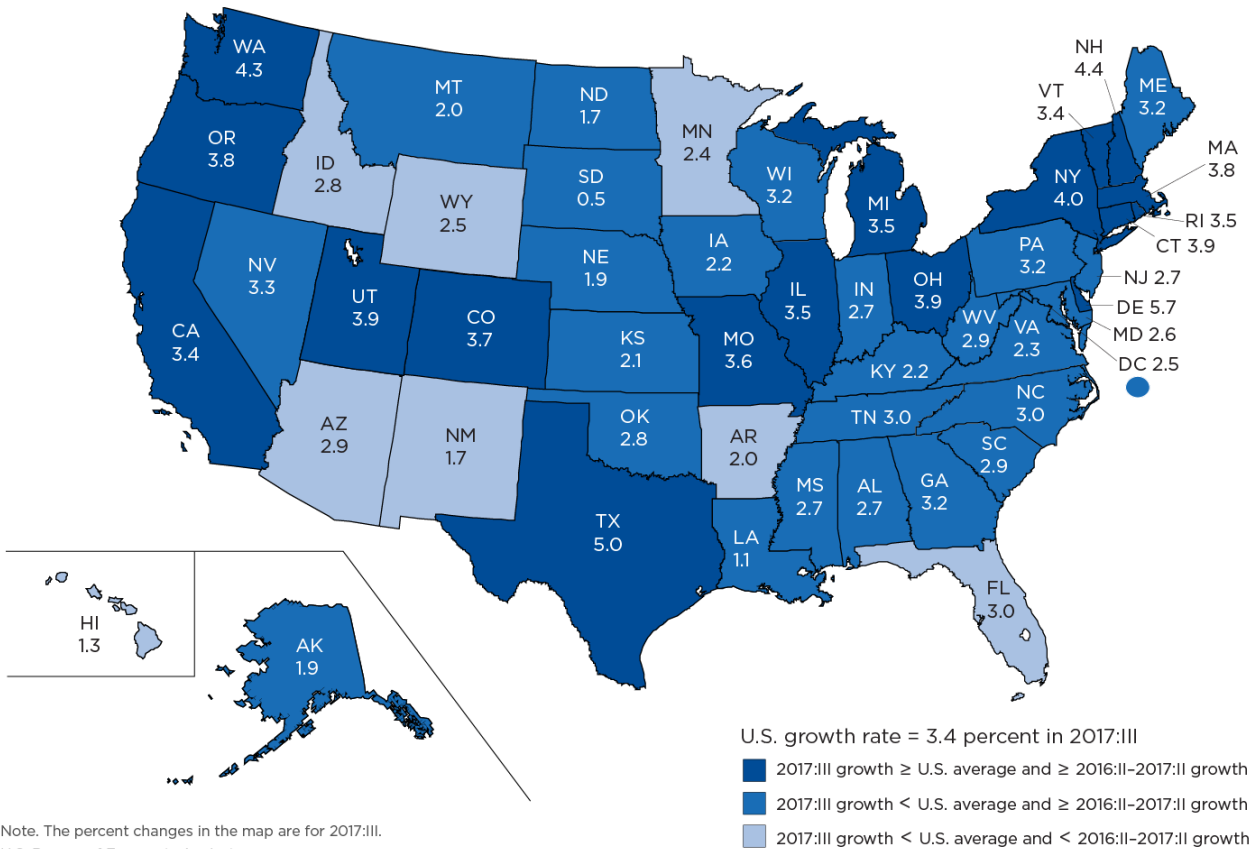 WA
4.3
OR
3.8
CA
3.4
ID
2.8
NV
3.3
MT
2.0
WY
2.5
UT
3.9
CO
3.7
AZ
2.9
NM
1.7
ND
1.7
SD
0.5
NE
1.9
KS
2.1
OK
2.8
TX
5.0
MN
2.4
IA
2.2
MO
3.6
AR
2.0
LA
1.1
WI
3.2
IL
3.5
MI
3.5
IN
2.7
OH
3.9
KY 2.2
TN 3.0
MS
2.7
AL
2.7
GA
3.2
FL
3.0
SC
2.9
NC
3.0
WV
2.9
VA
2.3
PA
3.2
NY
4.0
VT
3.4
NH
4.4
ME
3.2
MA
3.8
RI 3.5
CT 3.9
NJ 2.7
DE 5.7
MD 2.6
DC 2.5
HI
1.3
AK
1.9
U.S. growth rate = 3.4 percent in 2017:III
2017:III growth ≥ U.S. average and ≥ 2016:II–2017:II growth
2017:III growth < U.S. average and ≥ 2016:II–2017:II growth
2017:III growth < U.S. average and < 2016:II–2017:II growth
Note. The percent changes in the map are for 2017:III.